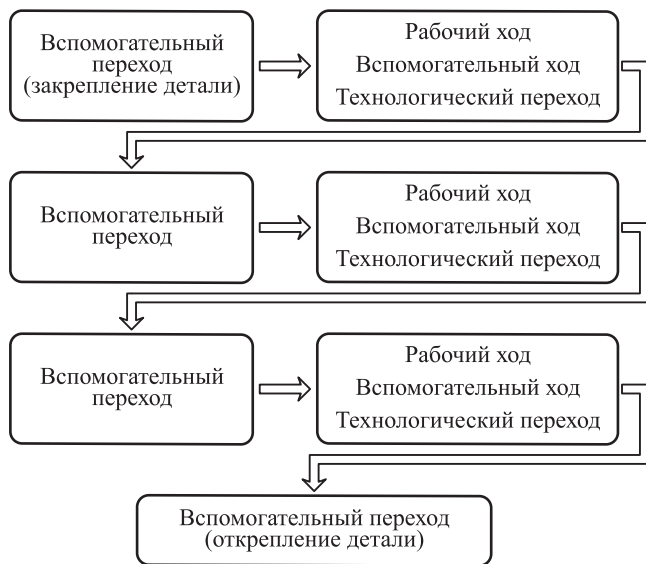 Вспомогательный
переход
(закрепление детали)
Рабочий ход
Вспомогательный ход
Технологический переход
Вспомогательный
переход
Рабочий ход
Вспомогательный ход
Технологический переход
Вспомогательный
переход
Рабочий ход
Вспомогательный ход
Технологический переход
Вспомогательный переход
(открепление детали)